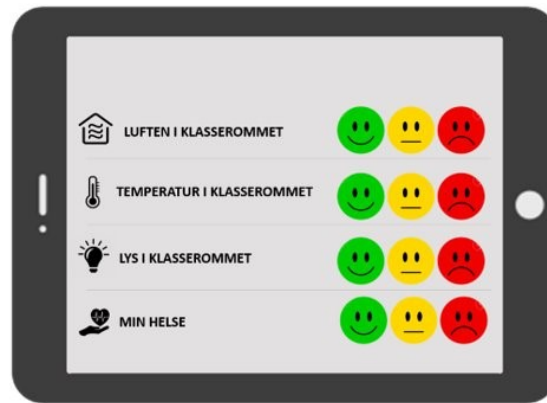 LUFTEN I KLASSEROMMET
TEMPERATUR I KLASSEROMMET
LYS I KLASSEROMMET
MIN HELSE